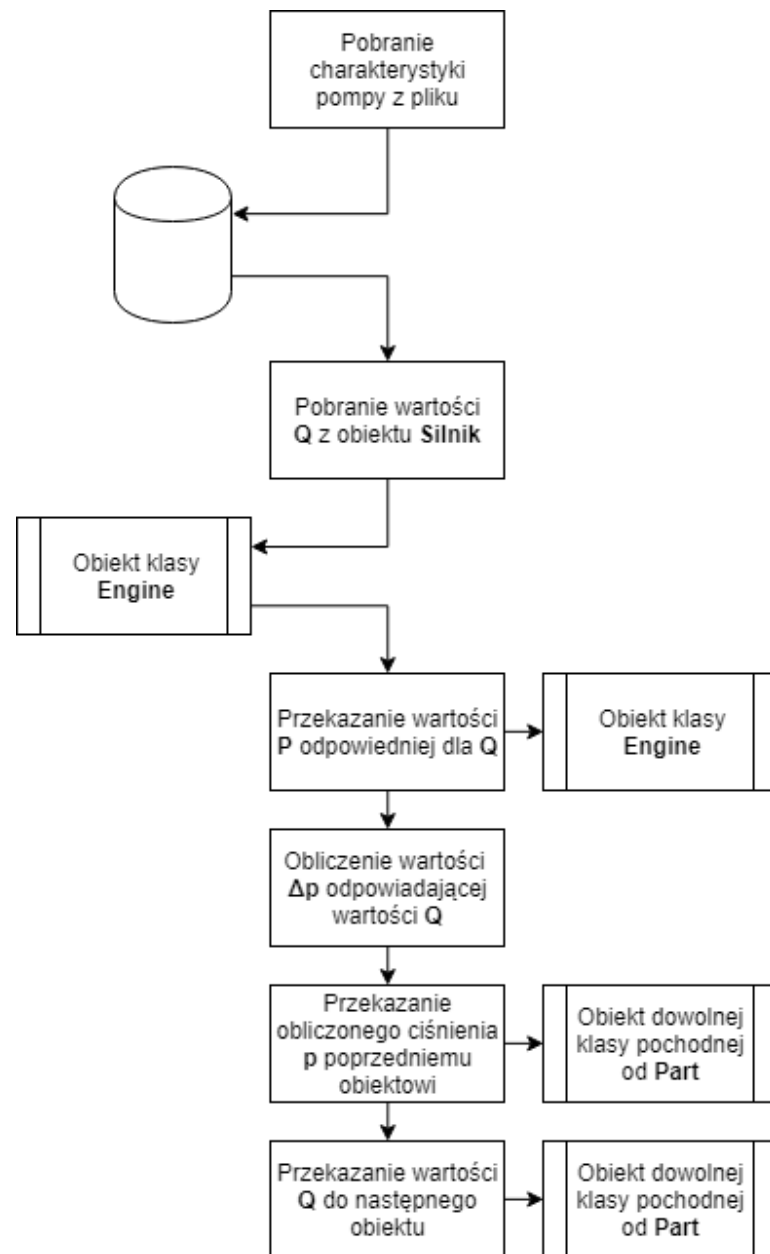 Pobranie
charakterystyki
pompy z pliku
Pobranie wartości
Q z obiektu Silnik
Obiekt klasy
Engine
Przekazanie wartości
P odpowiedniej dla Q
Obiekt klasy
Engine
Obliczenie wartości
Δp odpowiadającej
wartości Q
Przekazanie
obliczonego ciśnienia
p poprzedniemu
obiektowi
Obiekt dowolnej
klasy pochodnej
od Part
Przekazanie wartości
Q do następnego
obiektu
Obiekt dowolnej
klasy pochodnej
od Part